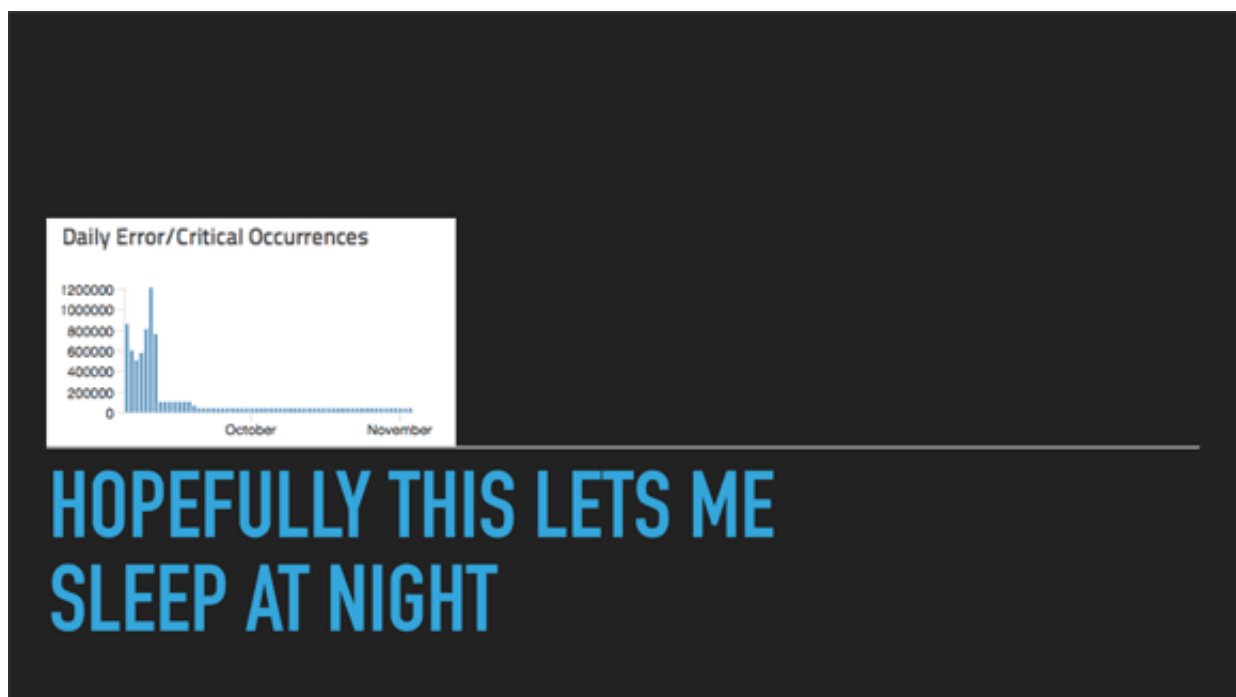 Daily Error/Critical Occurrences
1200000
1000000
800000
600000
400000
200000
0
October November
HOPEFULLY THIS LETS ME
SLEEP AT NIGHT